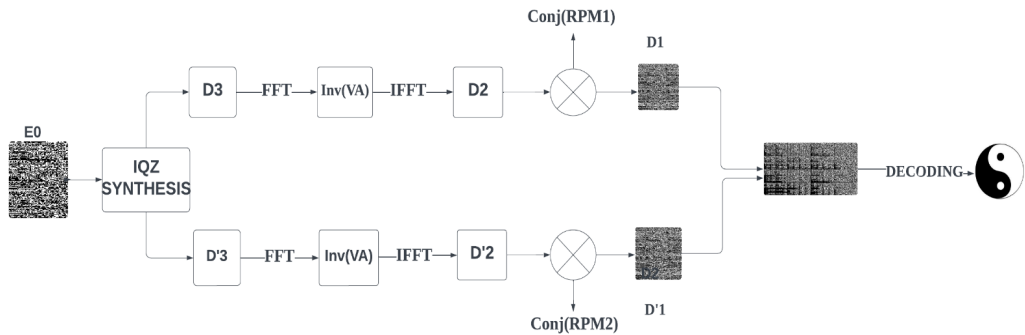 Conj(RPM1)
D1
D3
FFT
Inv(VA)
IFFT
D2
E0
IQZ
SYNTHESIS
DECODING
D'3
FFT
Inv(VA)
IFFT
D'2
D2
D'1
Conj(RPM2)